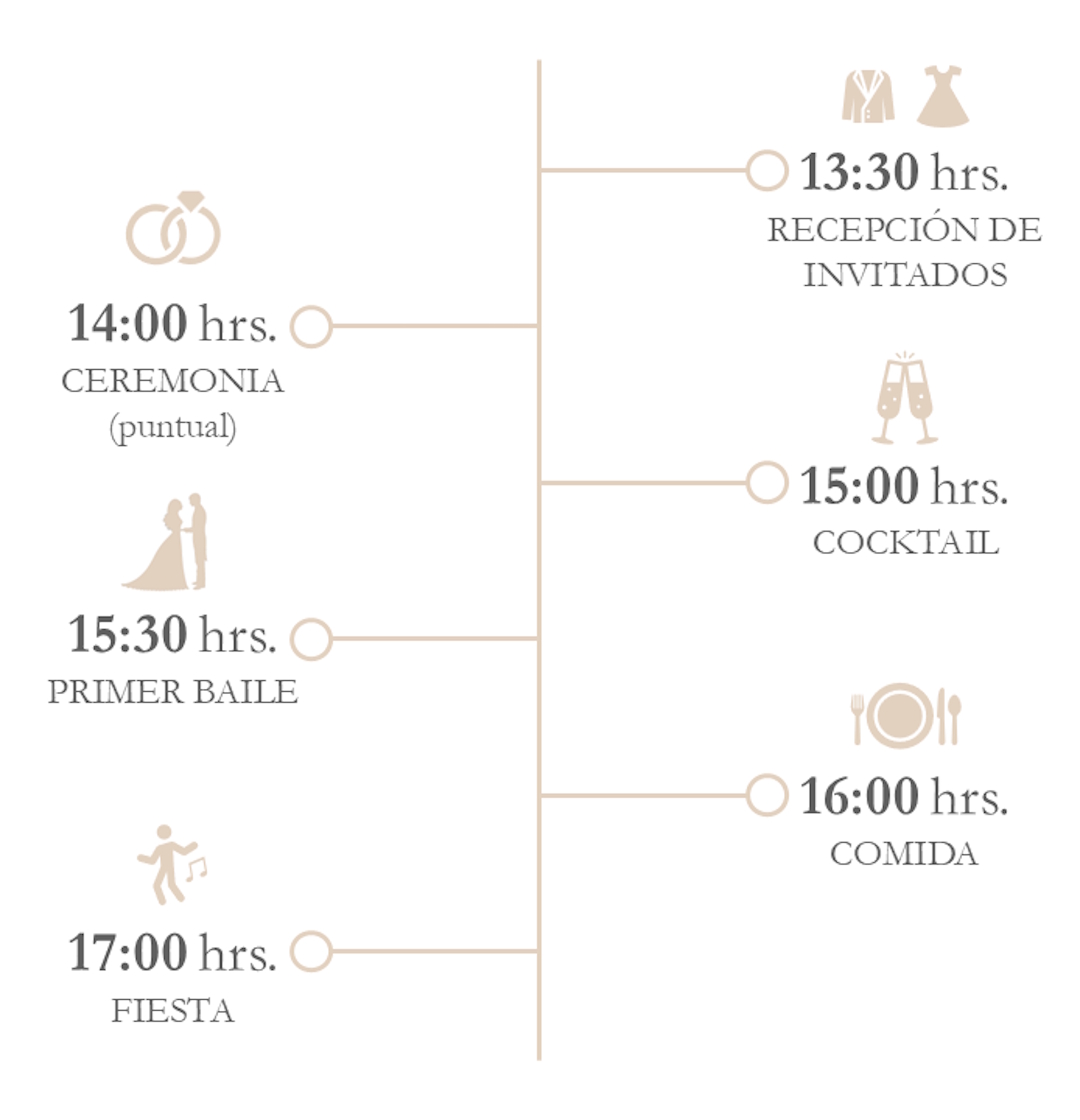 13:30 hrs.
RECEPCIÓN DE
INVITADOS
14:00 hrs.
CEREMONIA
(puntual)
15:00 hrs.
COCKTAIL
15:30 hrs.
PRIMER BAILE
16:00 hrs.
COMIDA
17:00 hrs.
FIESTA